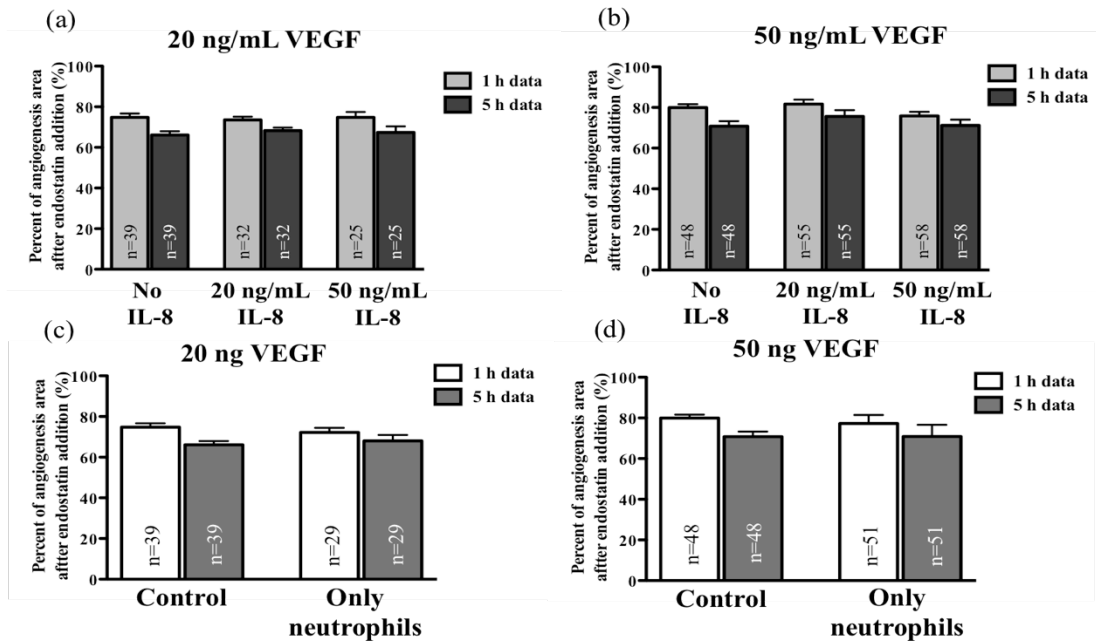 (a)
20 ng/mL VEGF
Percent of angiogenesis area
after endostatin addition (%)
100
80
60
40
20
0
1 h data
5 h data
n=39
n=39
n=32
n=32
n=25
n=25
No
IL-8
20 ng/mL
IL-8
50 ng/mL
IL-8
(b)
50 ng/mL VEGF
Percent of angiogenesis area
aftter endostatin addition (%)
100
80
60
40
20
0
1 h data
5 h data
n=48
n=48
n=55
n=55
n=58
n=58
No
IL-8
20 ng/mL
IL-8
50 ng/mL
IL-8
(c)
20 ng VEGF
Percent of angiogenesis area
aftter endostatin addition (%)
100
80
60
40
20
0
1 h data
5 h data
n=39
n=39
n=29
n=29
Control
Only
neutrophils
(d)
50 ng VEGF
Percent of angiogenesis area
aftter endostatin addition (%)
100
80
60
40
20
0
1 h data
5 h data
n=48
n=48
n=51
n=51
Control
Only
neutrophils